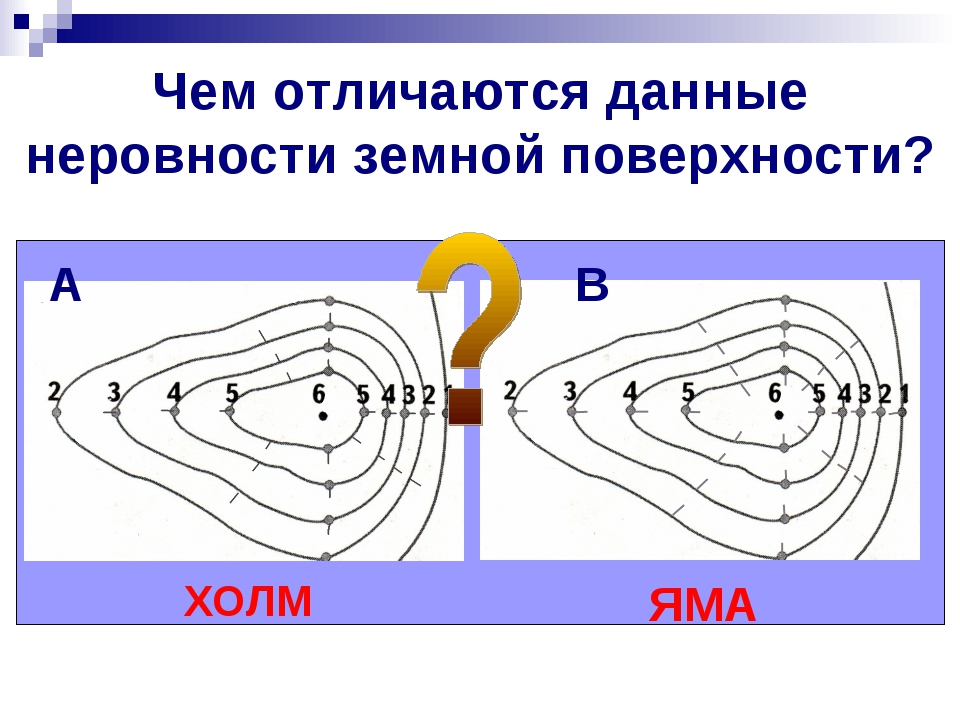 Чем отличаются данные
неровности земной поверхности?
А
В
2 3 4 5 6 5 4 3 2 1
2 3 4 5 6 5 4 3 2 1
?
ХОЛМ
ЯМА